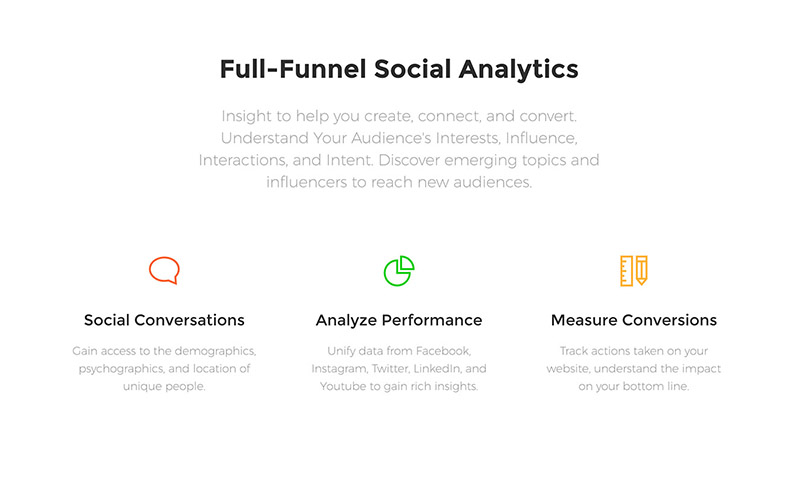 Full-Funnel Social Analytics
Insight to help you create, connect, and convert.
Understand Your Audience's Interests, Influence,
Interactions, and Intent. Discover emerging topics and
influencers to reach new audiences.
Social Conversations
Gain access to the demographics,
psychographics, and location of
unique people.
Analyze Performance
Unify data from Facebook,
Instagram, Twitter, LinkedIn, and
Youtube to gain rich insights.
Measure Conversions
Track actions taken on your
website, understand the impact
on your bottom line.